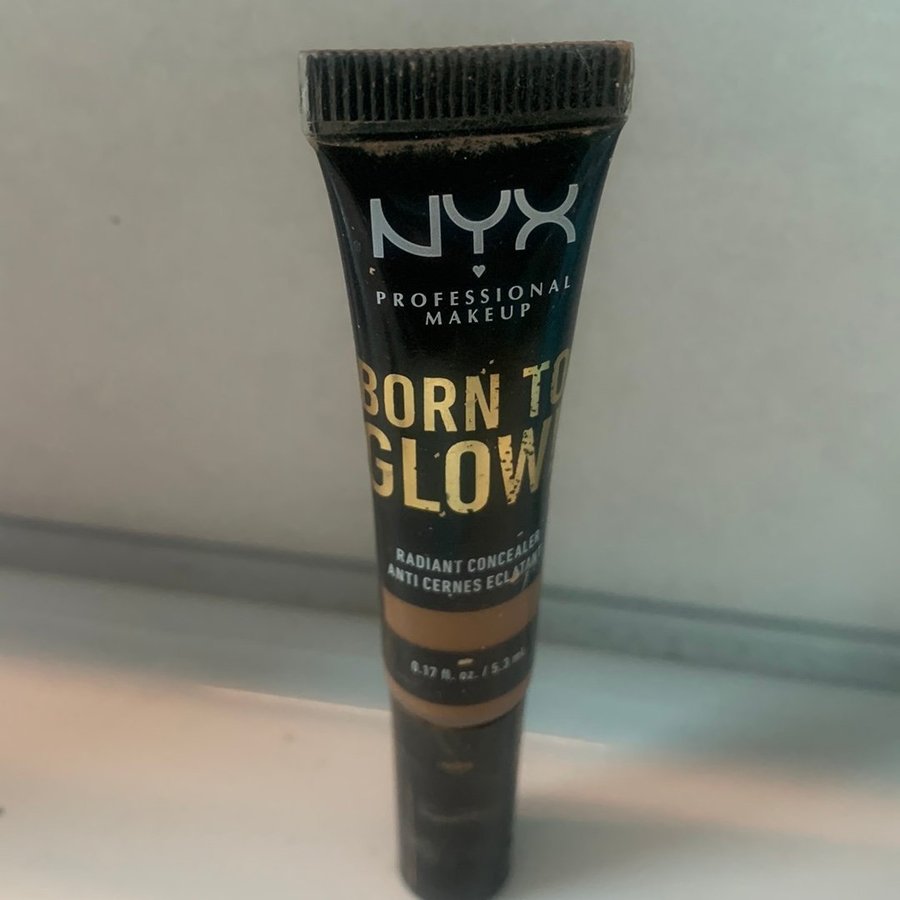 NYX
PROFESSIONAL
MAKEUP
BORN TO
GLOW!
RADIANT CONCEALER
ANTI CERNES ECLATANT
0.17 fl. oz. / 5.3 mL